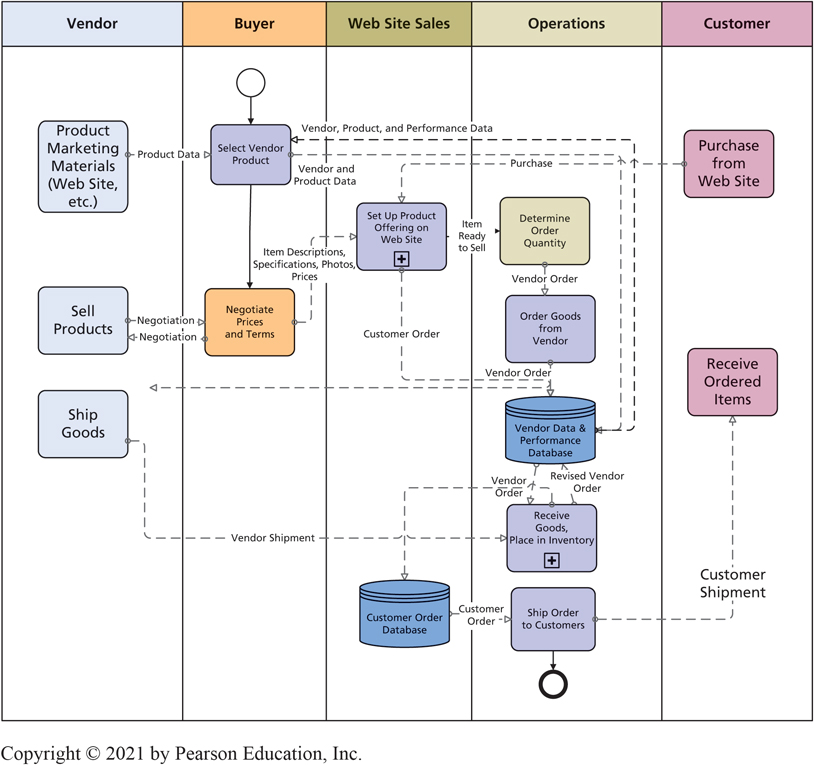 Vendor
Buyer
Web Site Sales
Operations
Customer
Product
Marketing
Materials
(Web Site,
etc.)
Product Data
Select Vendor
Product
Vendor, Product, and Performance Data
Vendor and
Product Data
Purchase
Purchase
from
Web Site
Set Up Product
Offering on
Web Site
Item
Ready
to Sell
Determine
Order
Quantity
Item Descriptions,
Specifications, Photos,
Prices
Vendor Order
Sell
Products
Negotiation
Negotiation
Negotiate
Prices
and Terms
Customer Order
Order Goods
from
Vendor
Vendor Order
Receive
Ordered
Items
Ship
Goods
Vendor Data &
Performance
Database
Vendor
Order
Revised Vendor
Order
Vendor Shipment
Receive
Goods,
Place in Inventory
Customer
Shipment
Customer Order
Database
Customer
Order
Ship Order
to Customers
Copyright © 2021 by Pearson Education, Inc.